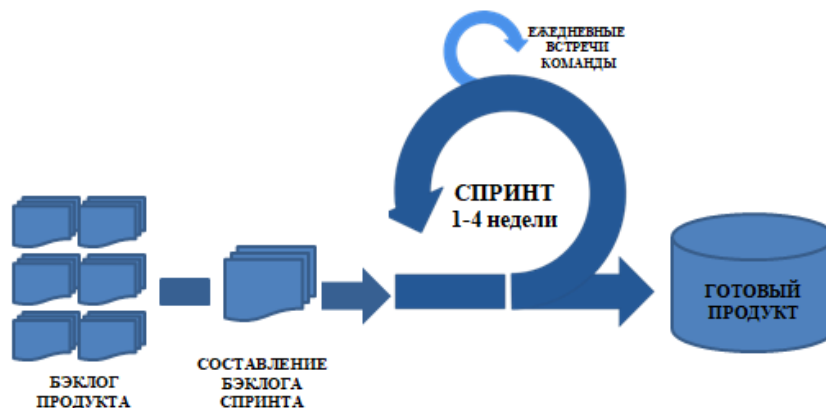 ЕЖЕДНЕВНЫЕ
ВСТРЕЧИ
КОМАНДЫ
СПРИНТ
1-4 недели
ГОТОВЫЙ
ПРОДУКТ
БЭКЛОГ
ПРОДУКТА
СОСТАВЛЕНИЕ
БЭКЛОГА
СПРИНТА